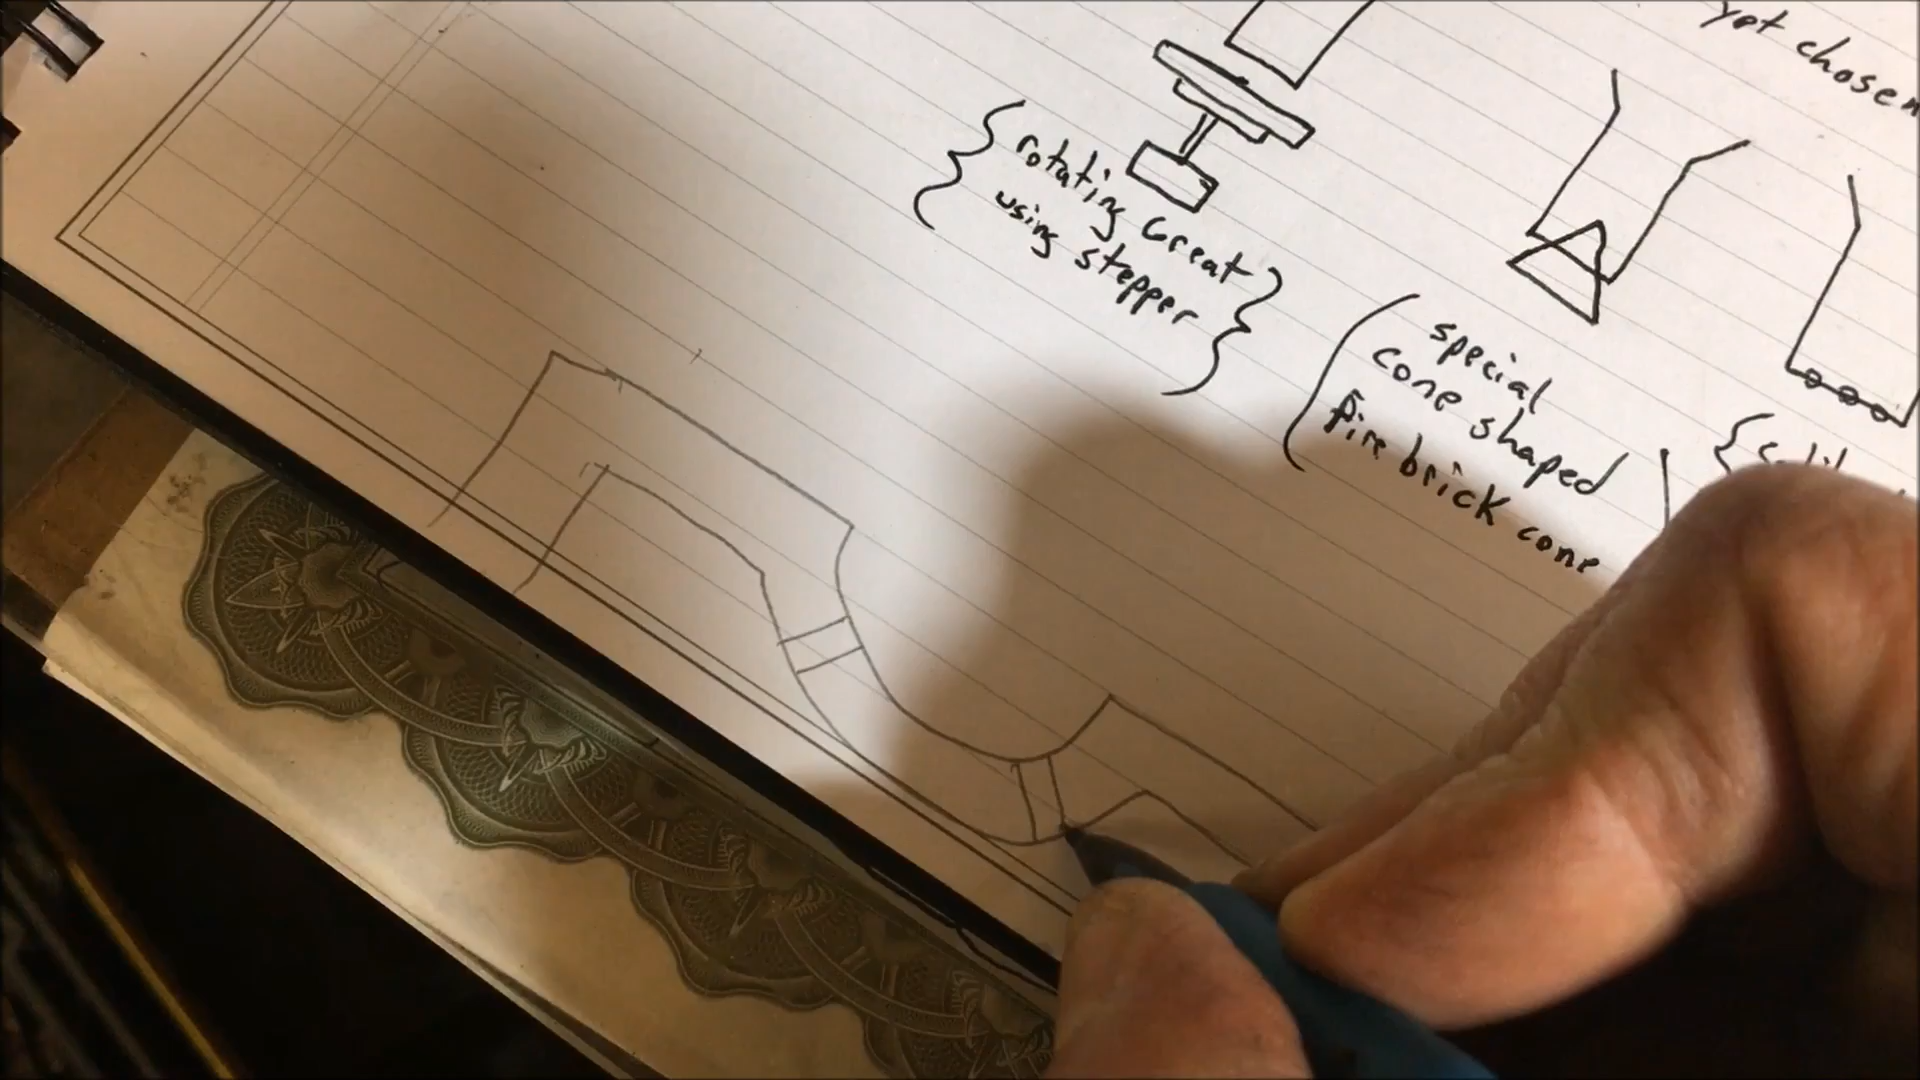 yet chosen
rotating Great
using stepper
special
cone shaped
fire brick cone